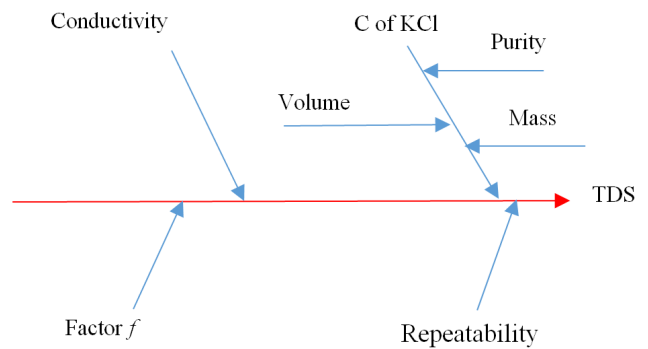 Conductivity
C of KCl
Purity
Volume
Mass
TDS
Factor f
Repeatability